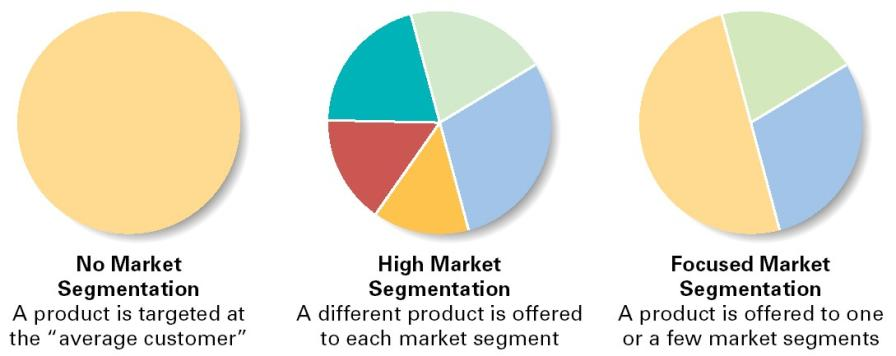 No Market
Segmentation
A product is targeted at
the “average customer”
High Market
Segmentation
A different product is offered
to each market segment
Focused Market
Segmentation
A product is offered to one
or a few market segments